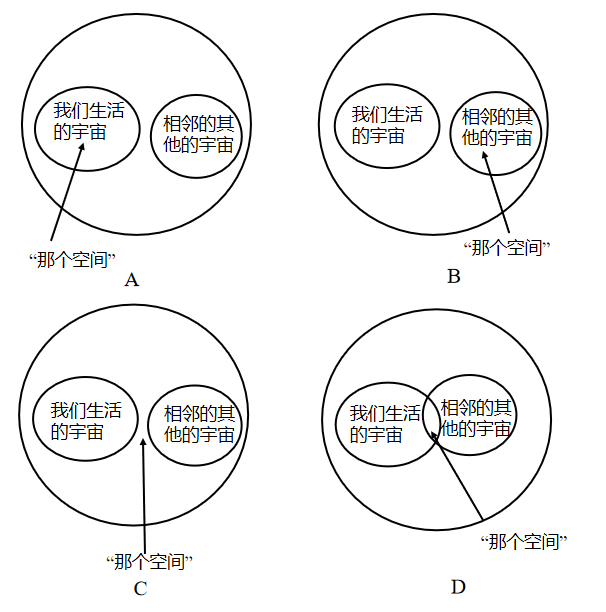 我们生活
的宇宙
相邻的其
他的宇宙
“那个空间”
A
我们生活
的宇宙
相邻的其
他的宇宙
“那个空间”
B
我们生活
的宇宙
相邻的其
他的宇宙
“那个空间”
C
我们生活
的宇宙
相邻的其
他的宇宙
“那个空间”
D